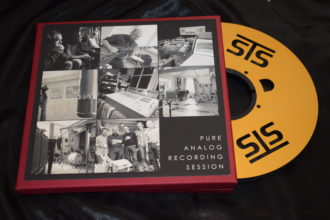 STS
STS
PURE
ANALOG
RECORDING
SESSION